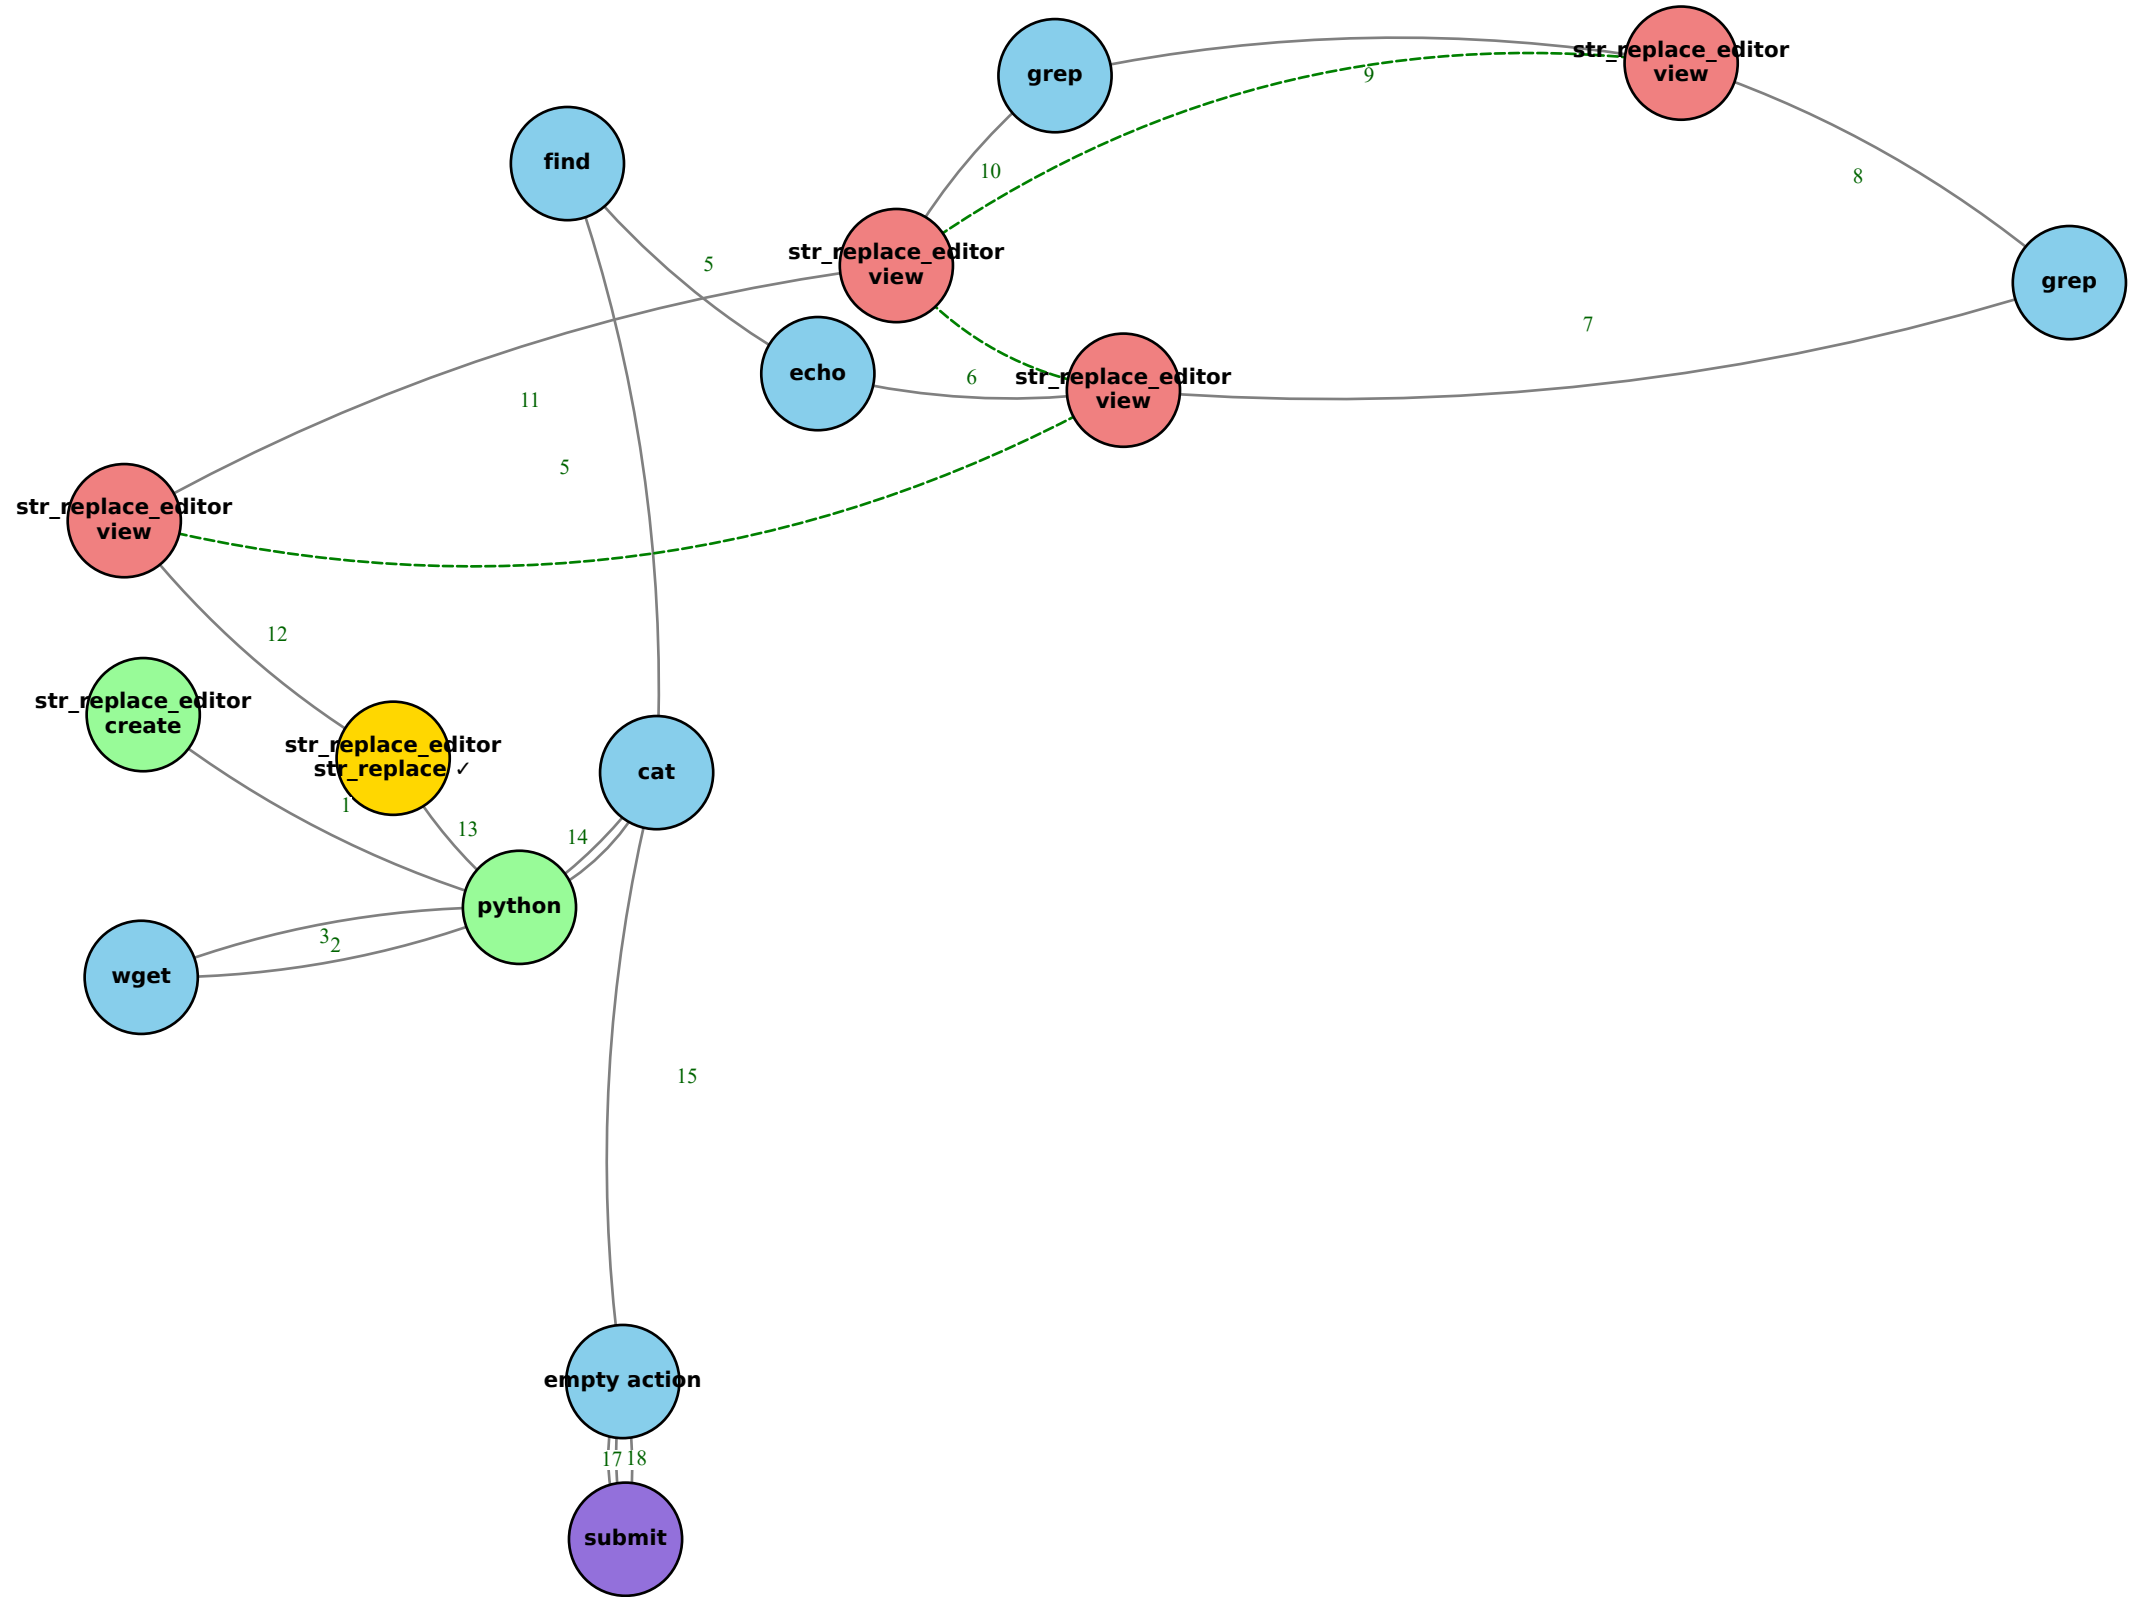 grep
str_replace_editor
view
9
find
10
8
str_replace_editor
view
5
grep
7
echo
6
str_replace_editor
view
11
5
str_replace_editor
view
12
str_replace_editor
create
str_replace_editor
str_replace ✓
cat
1
13
14
python
3
2
wget
15
empty action
17
18
submit